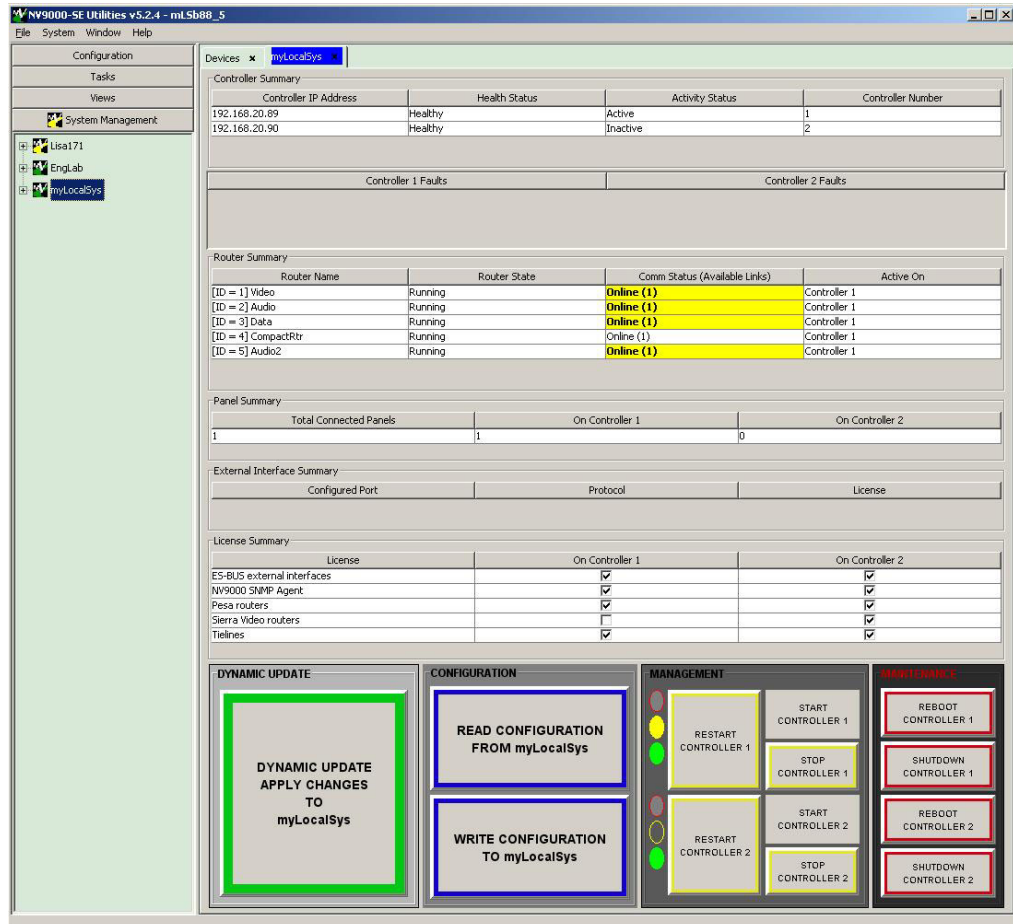 NV9000-SE Utilities v5.2.4 - mLSb88_5
File System Window Help
Configuration
Tasks
Views
System Management
Lisa171
EngLab
myLocalSys
Devices x myLocalSys x
Controller Summary
Controller IP Address Health Status Activity Status Controller Number
192.168.20.89 Healthy Active 1
192.168.20.90 Healthy Inactive 2
Controller 1 Faults Controller 2 Faults
Router Summary
Router Name Router State Comm Status (Available Links) Active On
[ID = 1] Video Running Online (1) Controller 1
[ID = 2] Audio Running Online (1) Controller 1
[ID = 3] Data Running Online (1) Controller 1
[ID = 4] CompactRtr Running Online (1) Controller 1
[ID = 5] Audio2 Running Online (1) Controller 1
Panel Summary
Total Connected Panels On Controller 1 On Controller 2
1 1 0
External Interface Summary
Configured Port Protocol License
License Summary
License On Controller 1 On Controller 2
ES-BUS external interfaces
NV9000 SNMP Agent
Pesa routers
Sierra Video routers
Tielines
DYNAMIC UPDATE
DYNAMIC UPDATE
APPLY CHANGES
TO
myLocalSys
CONFIGURATION
READ CONFIGURATION
FROM myLocalSys
WRITE CONFIGURATION
TO myLocalSys
MANAGEMENT
RESTART
CONTROLLER 1
START
CONTROLLER 1
STOP
CONTROLLER 1
RESTART
CONTROLLER 2
START
CONTROLLER 2
STOP
CONTROLLER 2
MAINTENANCE
REBOOT
CONTROLLER 1
SHUTDOWN
CONTROLLER 1
REBOOT
CONTROLLER 2
SHUTDOWN
CONTROLLER 2